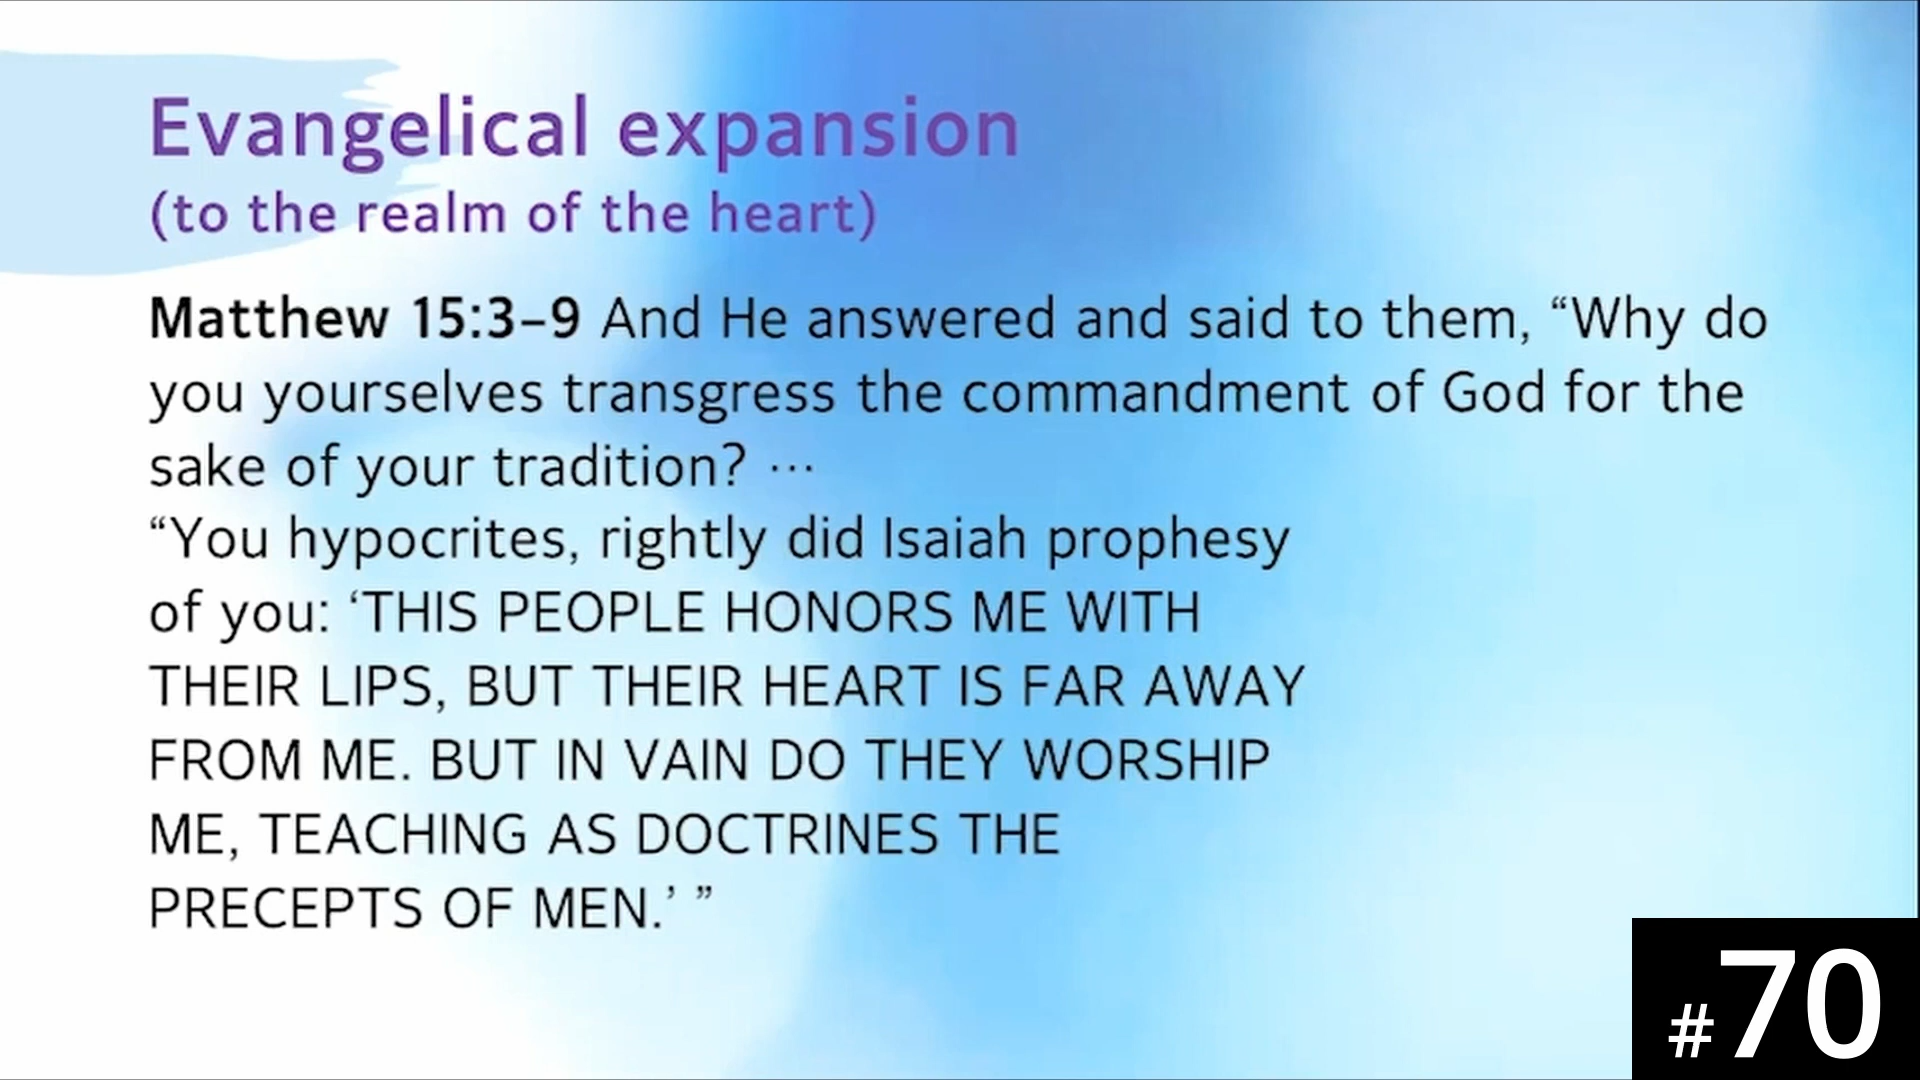 Evangelical expansion
(to the realm of the heart)
Matthew 15:3–9 And He answered and said to them, “Why do
you yourselves transgress the commandment of God for the
sake of your tradition? ···
“You hypocrites, rightly did Isaiah prophesy
of you: ‘THIS PEOPLE HONORS ME WITH
THEIR LIPS, BUT THEIR HEART IS FAR AWAY
FROM ME. BUT IN VAIN DO THEY WORSHIP
ME, TEACHING AS DOCTRINES THE
PRECEPTS OF MEN.’ ”
#70